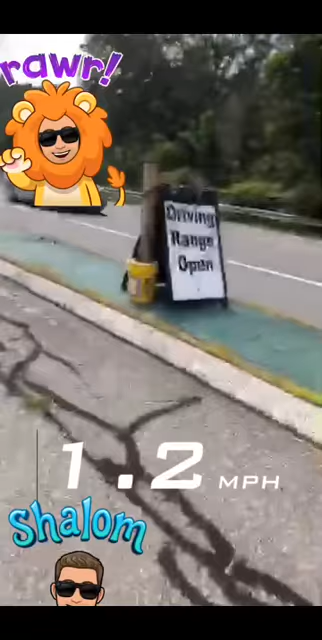 rawr!
Driving
Range
Open
1.2 MPH
Shalom